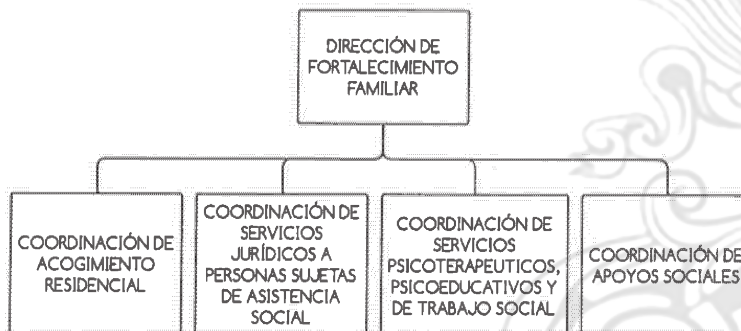 DIRECCIÓN DE
FORTALECIMIENTO
FAMILIAR
COORDINACIÓN DE
ACOGIMIENTO
RESIDENCIAL
COORDINACIÓN DE
SERVICIOS
JURÍDICOS A
PERSONAS SUJETAS
DE ASISTENCIA
SOCIAL
COORDINACIÓN DE
SERVICIOS
PSICOTERAPEUTICOS,
PSICOEDUCATIVOS Y
DE TRABAJO SOCIAL
COORDINACIÓN DE
APOYOS SOCIALES